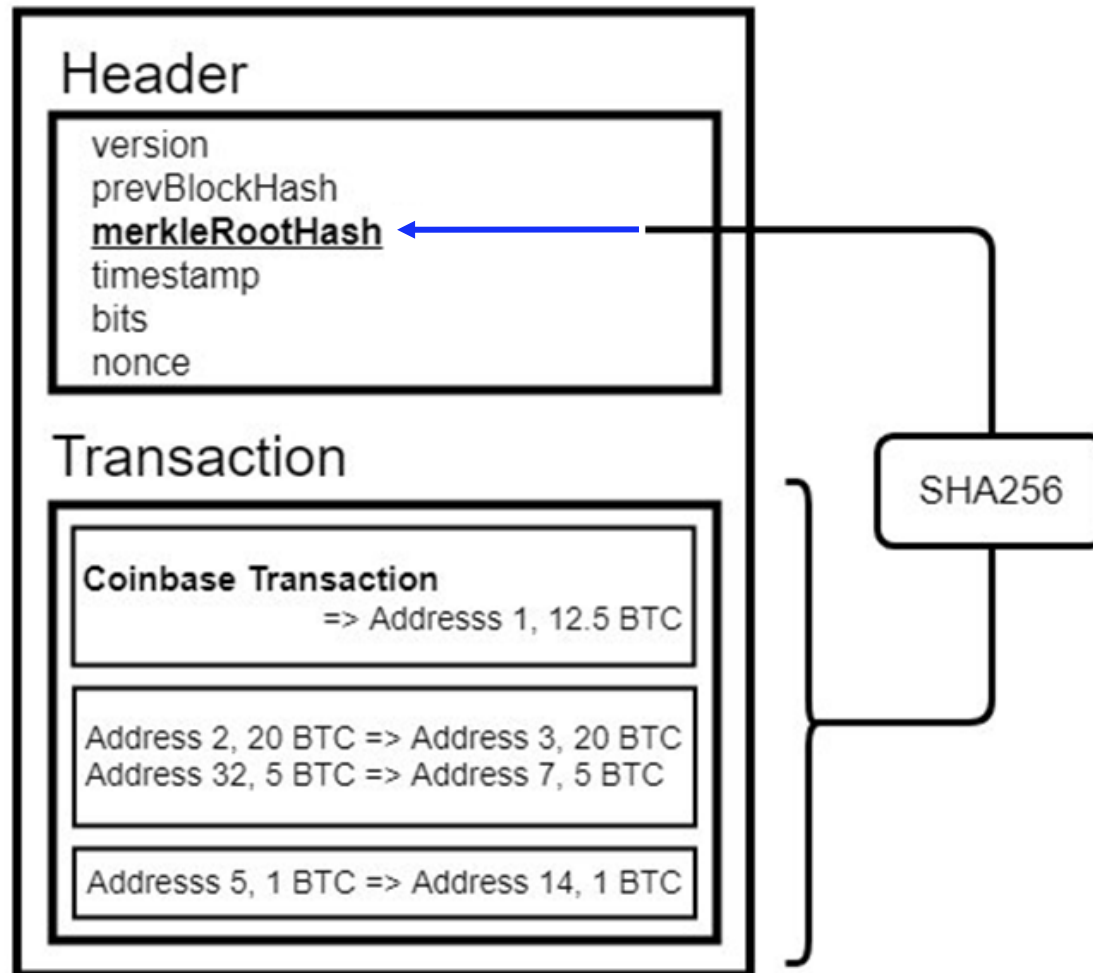 Header
version
prevBlockHash
merkleRootHash
timestamp
bits
nonce
Transaction
SHA256
Coinbase Transaction
=> Addresss 1, 12.5 BTC
Address 2, 20 BTC => Address 3, 20 BTC
Address 32, 5 BTC => Address 7, 5 BTC
Addresss 5, 1 BTC => Address 14, 1 BTC